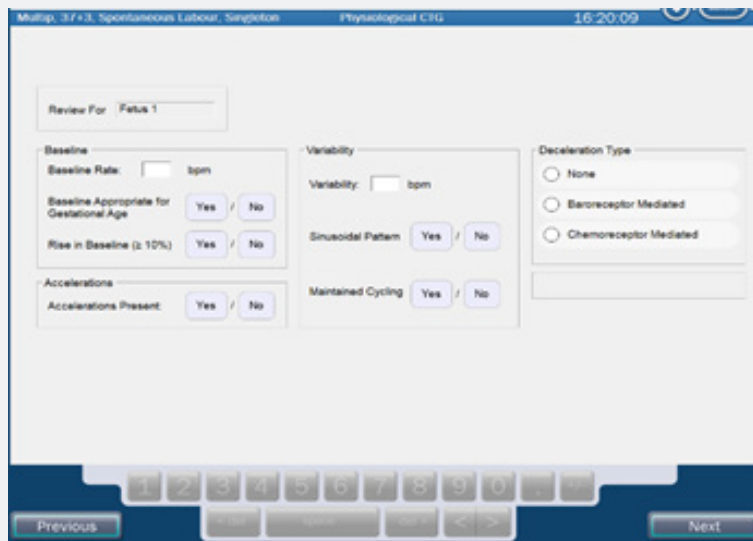 Multip, 37+3, Spontaneous Labour, Singleton Physiological CTG 16:20:09
Review For Fetus 1
Baseline
Baseline Rate: bpm
Baseline Appropriate for Gestational Age Yes / No
Rise in Baseline (≥ 10%) Yes / No
Accelerations
Accelerations Present: Yes / No
Variability
Variability: bpm
Sinusoidal Pattern Yes / No
Maintained Cycling Yes / No
Deceleration Type
None
Baroreceptor Mediated
Chemoreceptor Mediated
1 2 3 4 5 6 7 8 9 0 .
Previous < del space del > < > Next